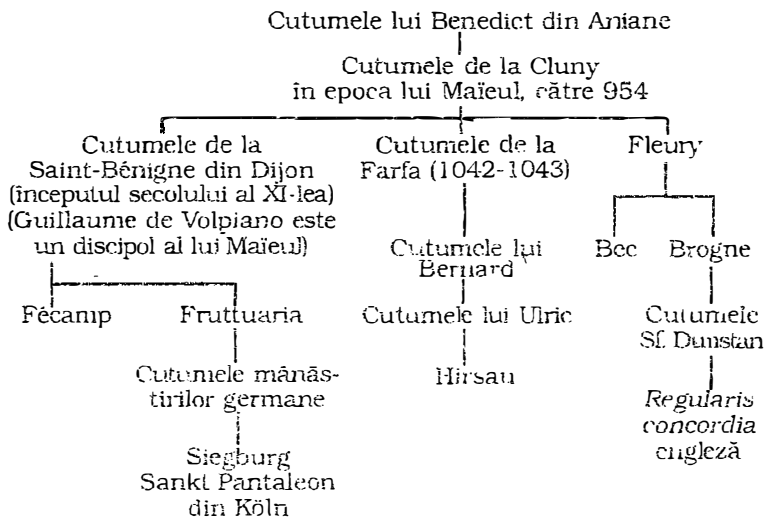 Cutumele lui Benedict din Aniane
Cutumele de la Cluny
în epoca lui Maïeul, către 954
Cutumele de la
Saint-Bénigne din Dijon
(începutul secolului al XI-lea)
(Guillaume de Volpiano este
un discipol al lui Maïeul)
Cutumele de la
Farfa (1042-1043)
Fleury
Cutumele lui
Bernard
Bec
Brogne
Fécamp
Fruttuaria
Cutumele lui Ulric
Cutumele
Sf. Dunstan
Cutumele mănăs-
tirilor germane
Hirsau
Regularis
concordia
engleză
Siegburg
Sankt Pantaleon
din Köln